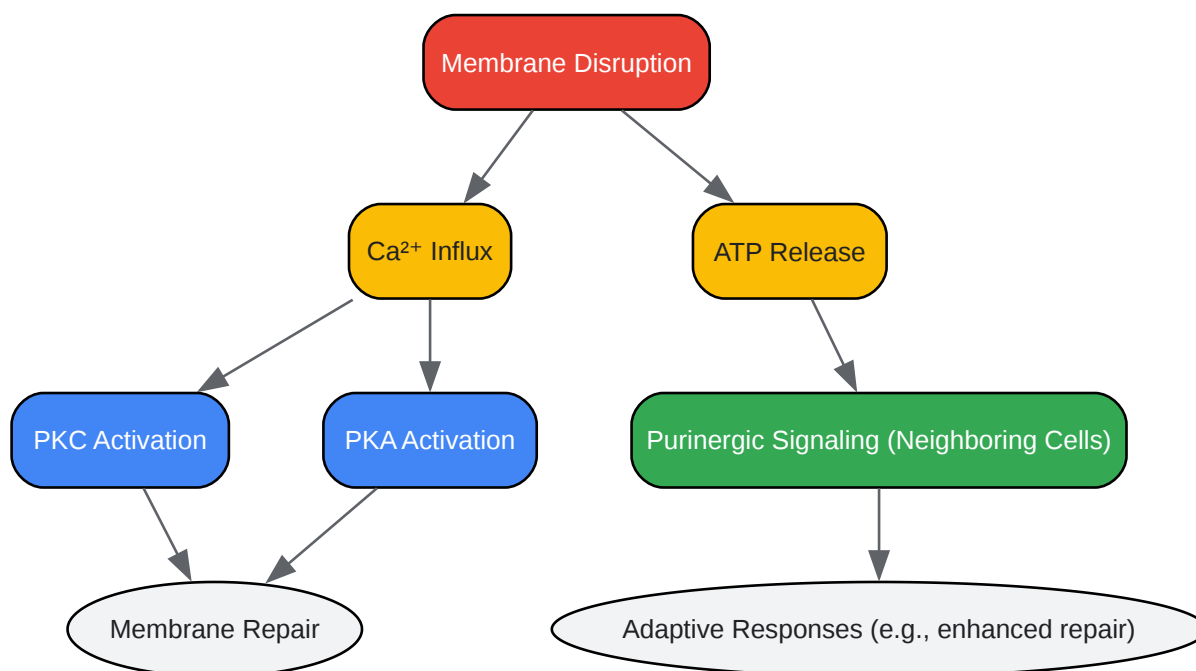 Membrane Disruption
Ca²⁺ Influx
ATP Release
PKC Activation
PKA Activation
Purinergic Signaling (Neighboring Cells)
Membrane Repair
Adaptive Responses (e.g., enhanced repair)